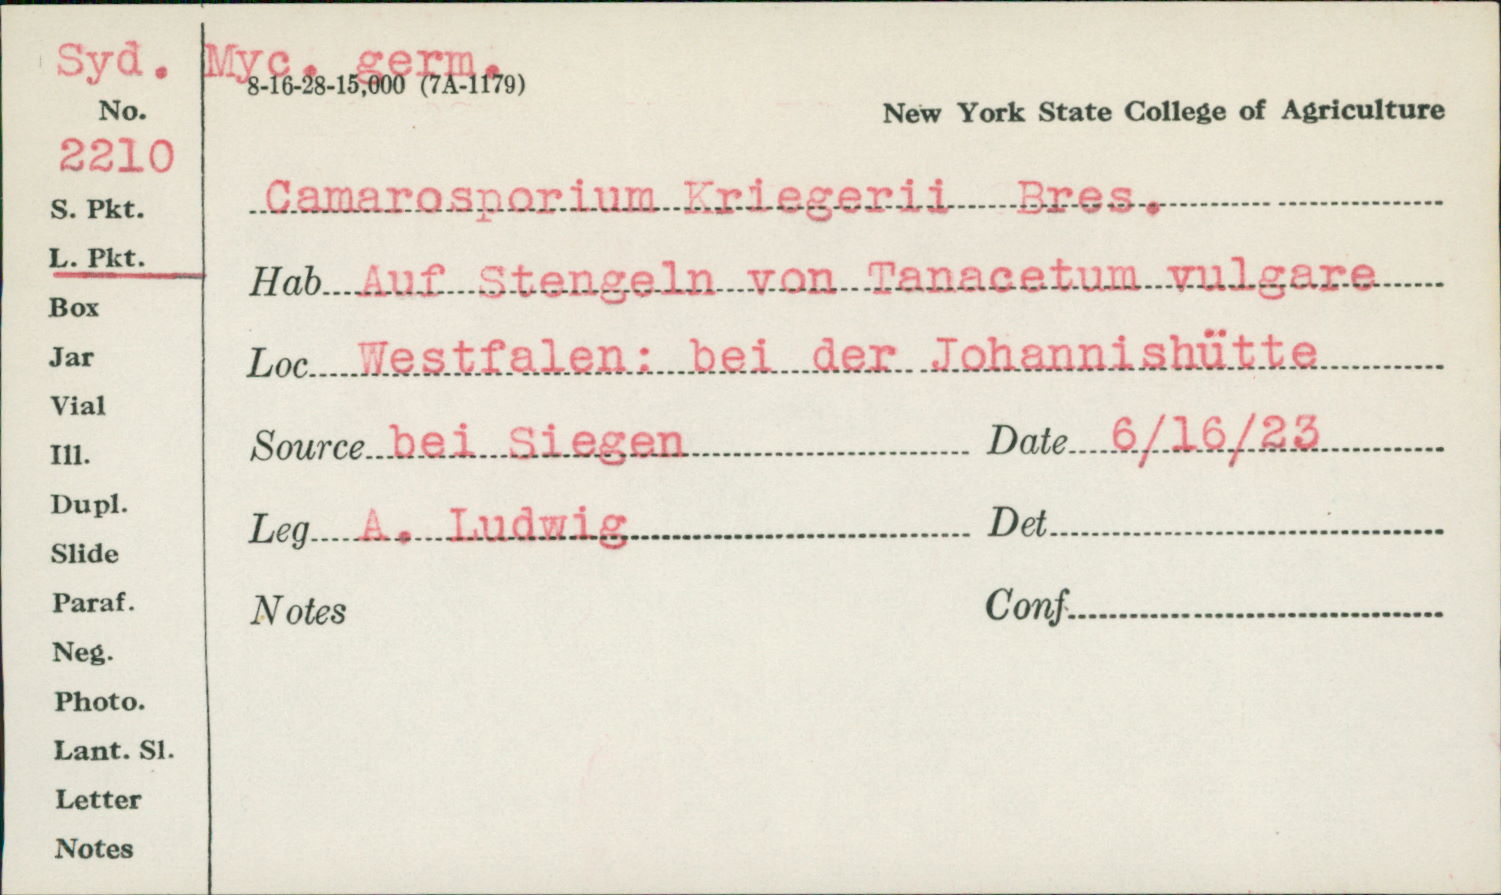 Syd. Myc. germ.
8-16-28-15,000 (7A-1179)
No.
New York State College of Agriculture
2210
S. Pkt.
Camarosporium Kriegerii Bres.
L. Pkt.
Hab Auf Stengeln von Tanacetum vulgare
Box
Jar
Loc Westfalen: bei der Johannishütte
Vial
Ill.
Source bei Siegen Date 6/16/23
Dupl.
Leg A. Ludwig Det
Slide
Paraf.
Notes Conf
Neg.
Photo.
Lant. Sl.
Letter
Notes